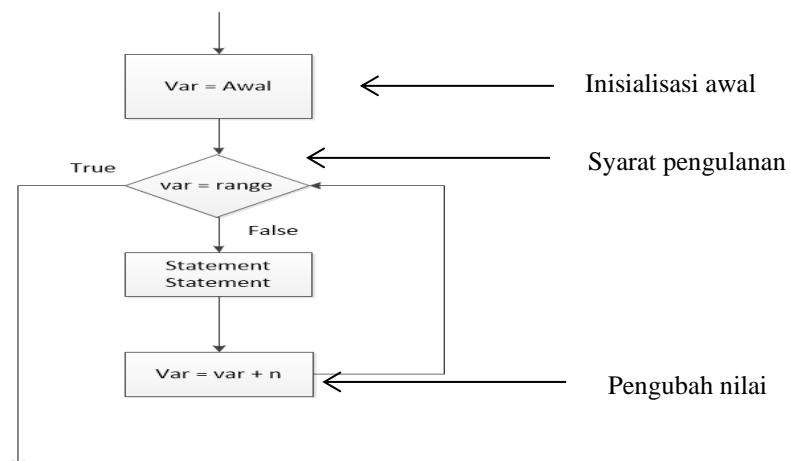 Var = Awal
Inisialisasi awal
Syarat pengulanan
True
var = range
False
Statement
Statement
Var = var + n
Pengubah nilai